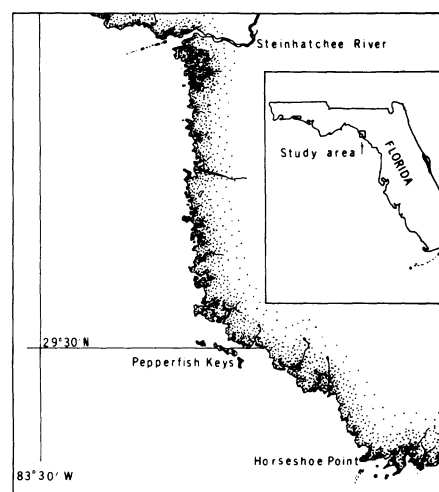 Steinhatchee River
Study area
FLORIDA
29°30'N
Pepperfish Keys
Horseshoe Point
83°30' W